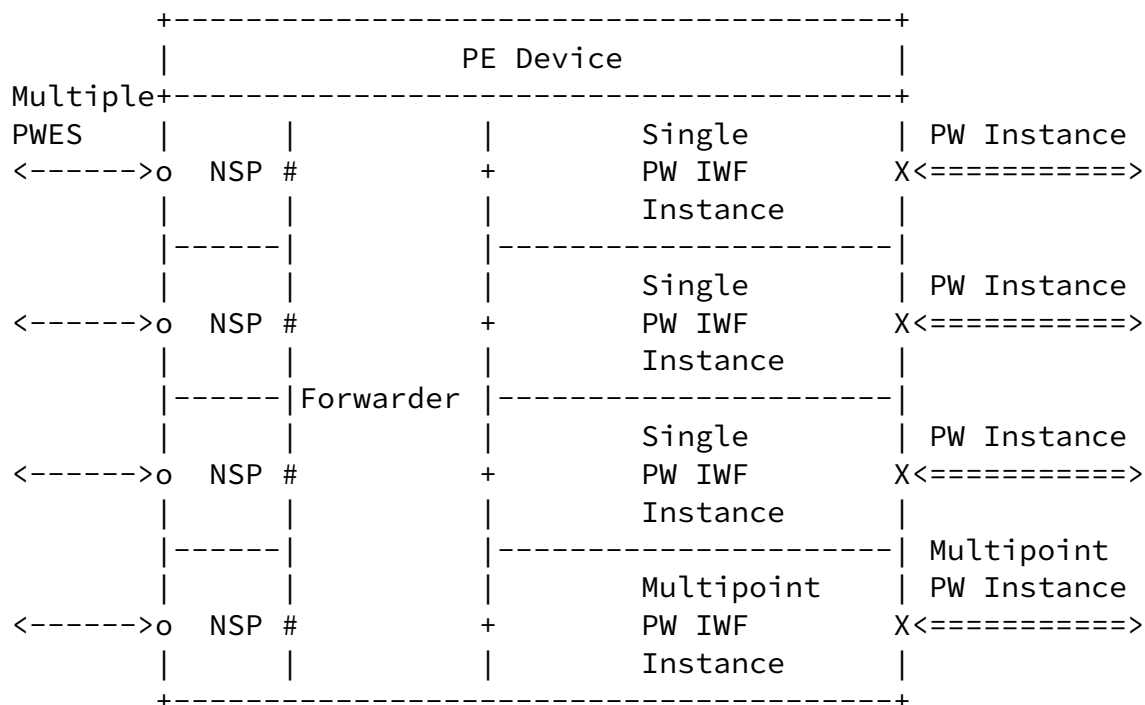 PE Device
Multiple
PWES Single PW Instance
o NSP # + PW IWF X
Instance
Single PW Instance
o NSP # + PW IWF X
Instance
Forwarder
Single PW Instance
o NSP # + PW IWF X
Instance
Multipoint
Multipoint PW Instance
o NSP # + PW IWF X
Instance